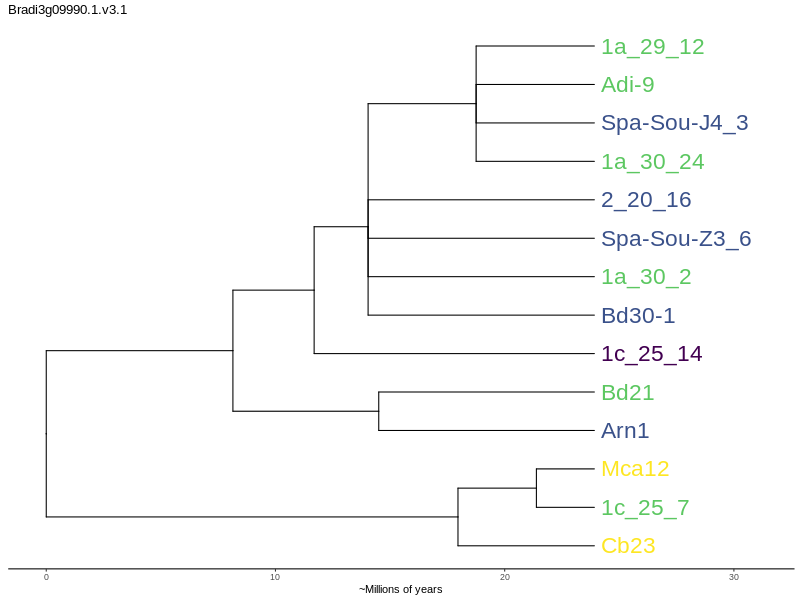 Bradi3g09990.1.v3.1
1a_29_12
Adi-9
Spa-Sou-J4_3
1a_30_24
2_20_16
Spa-Sou-Z3_6
1a_30_2
Bd30-1
1c_25_14
Bd21
Arn1
Mca12
1c_25_7
Cb23
0 10 20 30
~Millions of years